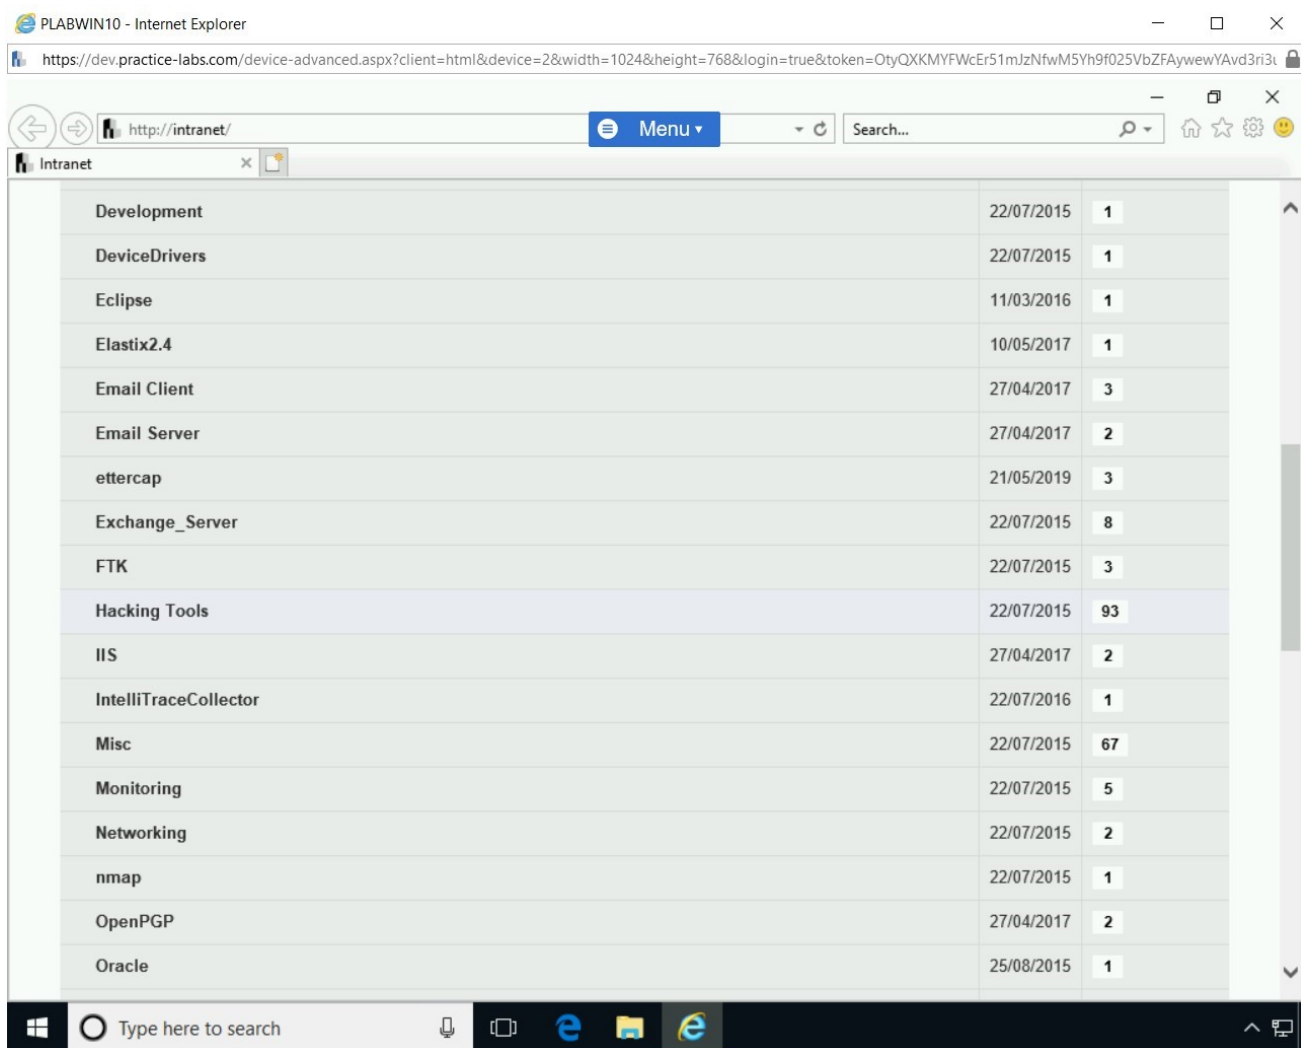 PLABWIN10 - Internet Explorer
https://dev.practice-labs.com/device-advanced.aspx?client=html&device=2&width=1024&height=768&login=true&token=OtyQXKMYFWcEr51mJzNfwM5Yh9f025VbZFAywewYAvd3ri3u
http://intranet/
Menu
Search...
Intranet
Development 22/07/2015 1
DeviceDrivers 22/07/2015 1
Eclipse 11/03/2016 1
Elastix2.4 10/05/2017 1
Email Client 27/04/2017 3
Email Server 27/04/2017 2
ettercap 21/05/2019 3
Exchange_Server 22/07/2015 8
FTK 22/07/2015 3
Hacking Tools 22/07/2015 93
IIS 27/04/2017 2
IntelliTraceCollector 22/07/2016 1
Misc 22/07/2015 67
Monitoring 22/07/2015 5
Networking 22/07/2015 2
nmap 22/07/2015 1
OpenPGP 27/04/2017 2
Oracle 25/08/2015 1
Type here to search